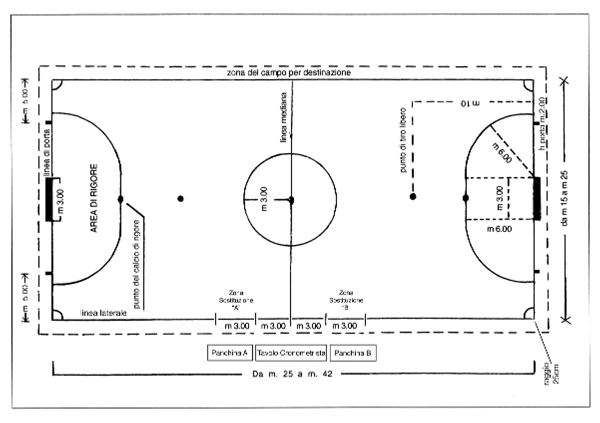 zona del campo per destinazione
m 5.00
linea di porta
m 3.00
AREA DI RIGORE
linea laterale
punto del calcio di rigore
m 5.00
linea mediana
m 3.00
m 10
punto di tiro libero
m 6.00
m 3.00
m 6.00
h porta m 2.00
da m 15 a m 25
Zona
Sostituzione
"A"
Zona
Sostituzione
"B"
m 3.00
m 3.00
m 3.00
m 3.00
Panchina A
Tavolo Cronometrista
Panchina B
raggio
25cm
Da m. 25 a m. 42